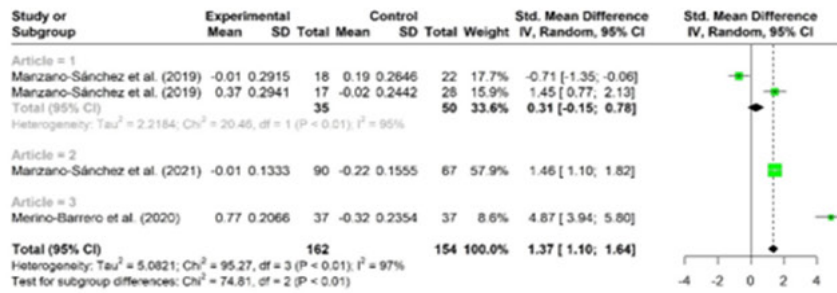 Study or Experimental Control Std. Mean Difference Std. Mean Difference
Subgroup Mean SD Total Mean SD Total Weight IV, Random, 95% CI IV, Random, 95% CI
Article = 1
Manzano-Sánchez et al. (2019) -0.01 0.2915 18 0.19 0.2646 22 17.7% -0.71 [-1.35; -0.06]
Manzano-Sánchez et al. (2019) 0.37 0.2941 17 -0.02 0.2442 28 15.9% 1.45 [ 0.77; 2.13]
Total (95% CI) 35 50 33.6% 0.31 [-0.15; 0.78]
Heterogeneity: Tau² = 2.2184; Chi² = 20.46, df = 1 (P < 0.01); I² = 95%
Article = 2
Manzano-Sánchez et al. (2021) -0.01 0.1333 90 -0.22 0.1555 67 57.9% 1.46 [ 1.10; 1.82]
Article = 3
Merino-Barrero et al. (2020) 0.77 0.2066 37 -0.32 0.2354 37 8.6% 4.87 [ 3.94; 5.80]
Total (95% CI) 162 154 100.0% 1.37 [ 1.10; 1.64]
Heterogeneity: Tau² = 5.0821; Chi² = 95.27, df = 3 (P < 0.01); I² = 97%
Test for subgroup differences: Chi² = 74.81, df = 2 (P < 0.01)
-4 -2 0 2 4